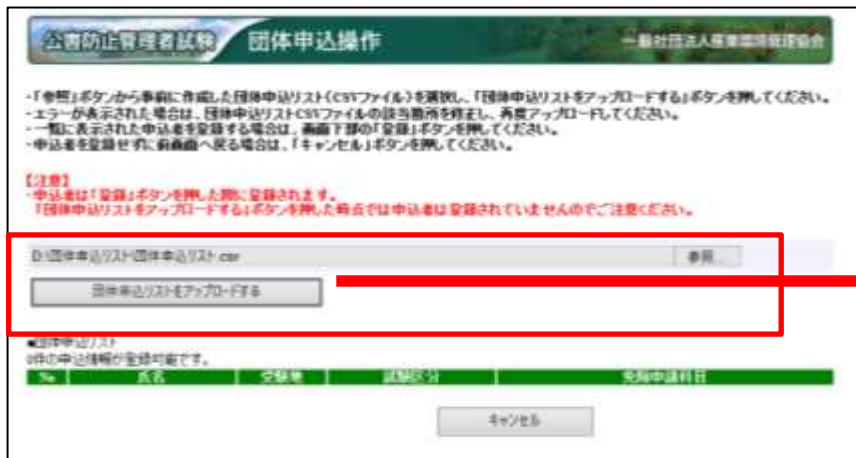 公害防止管理者試験 団体申込操作 一般社団法人産業環境管理協会
・「参照」ボタンから事前に作成した団体申込リスト(CSVファイル)を選択し、「団体申込リストをアップロードする」ボタンを押してください。
・エラーが表示された場合は、団体申込リストCSVファイルの該当箇所を修正し、再度アップロードしてください。
・一覧に表示された申込者を登録する場合は、画面下部の「登録」ボタンを押してください。
・申込者を登録せずに前画面へ戻る場合は、「キャンセル」ボタンを押してください。
【注意】
・申込者は「登録」ボタンを押した際に登録されます。
「団体申込リストをアップロードする」ボタンを押した時点では申込者は登録されていませんのでご注意ください。
D:\団体申込リスト\団体申込リスト.csv 参照...
団体申込リストをアップロードする
■団体申込リスト
0件の申込情報が登録可能です。
No 氏名 受験地 試験区分 免除申請科目
キャンセル